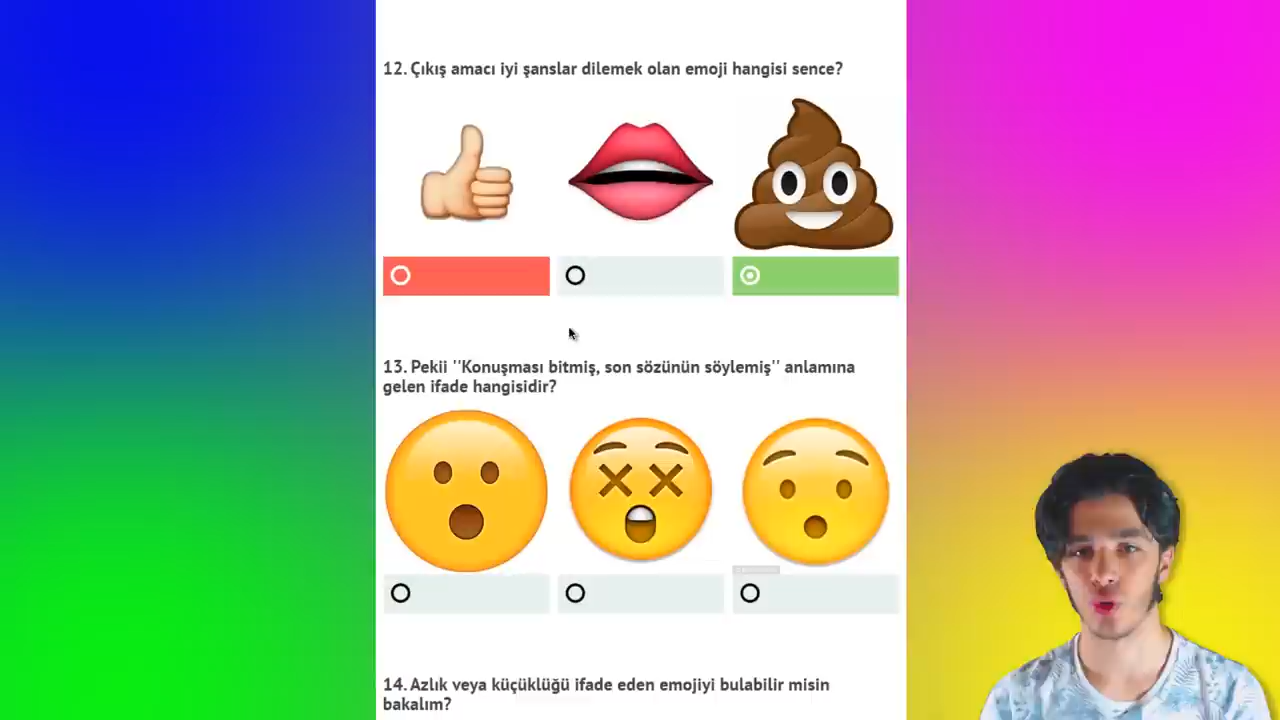 12. Çıkış amacı iyi şanslar dilemek olan emoji hangisi sence?
13. Pekii ''Konuşması bitmiş, son sözünün söylemiş'' anlamına
gelen ifade hangisidir?
14. Azlık veya küçüklüğü ifade eden emojiyi bulabilir misin
bakalım?